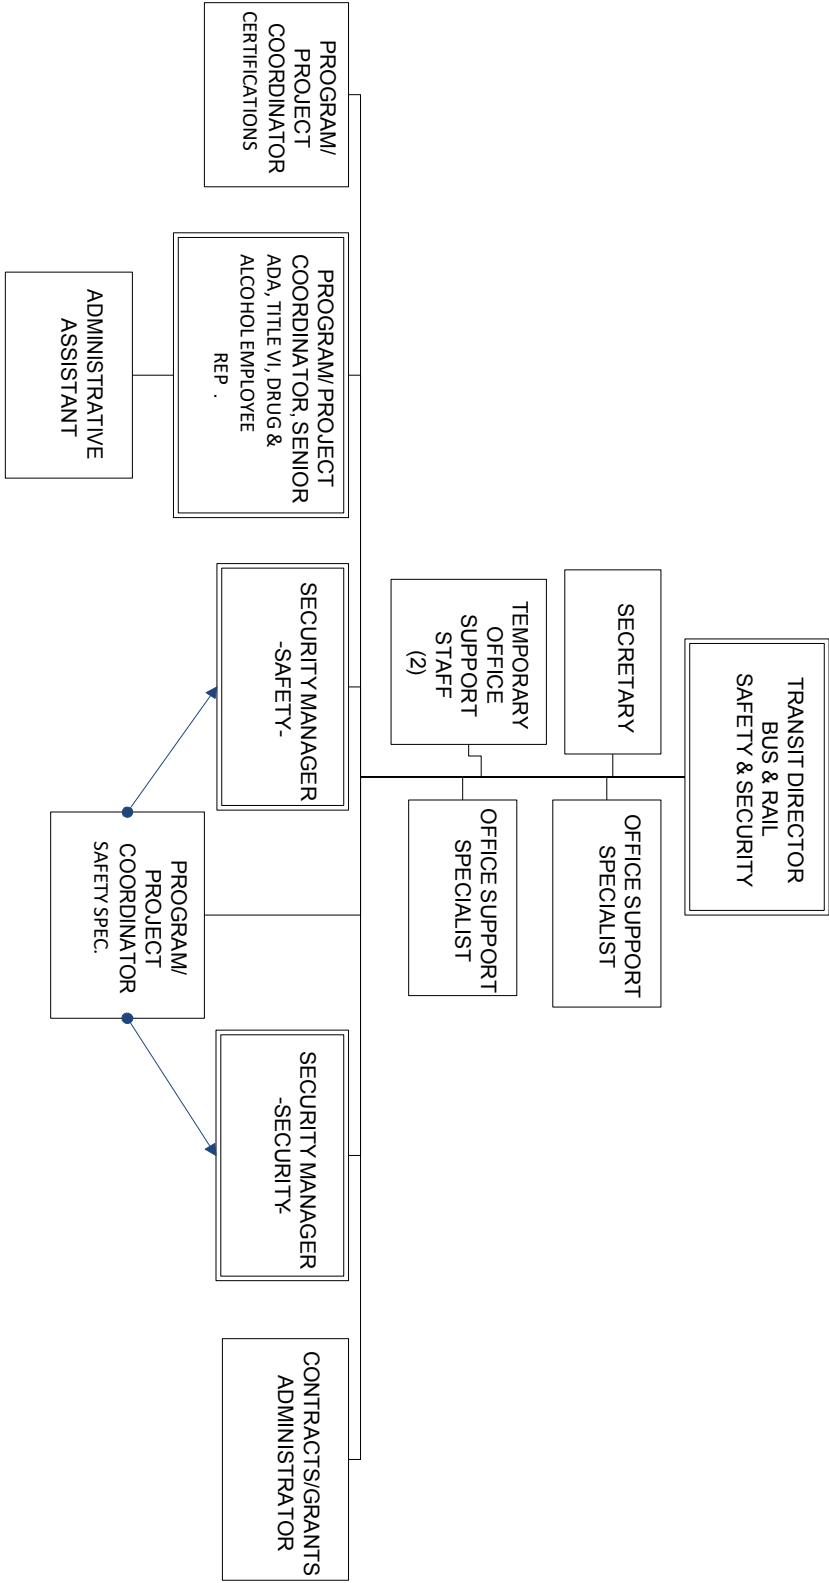 TRANSIT DIRECTOR
BUS & RAIL
SAFETY & SECURITY
SECRETARY
OFFICE SUPPORT
SPECIALIST
TEMPORARY
OFFICE
SUPPORT
STAFF
(2)
OFFICE SUPPORT
SPECIALIST
PROGRAM/
PROJECT
COORDINATOR
CERTIFICATIONS
PROGRAM/ PROJECT
COORDINATOR, SENIOR
ADA, TITLE VI, DRUG &
ALCOHOL EMPLOYEE
REP .
SECURITY MANAGER
-SAFETY-
SECURITY MANAGER
-SECURITY-
CONTRACTS/GRANTS
ADMINISTRATOR
ADMINISTRATIVE
ASSISTANT
PROGRAM/
PROJECT
COORDINATOR
SAFETY SPEC.